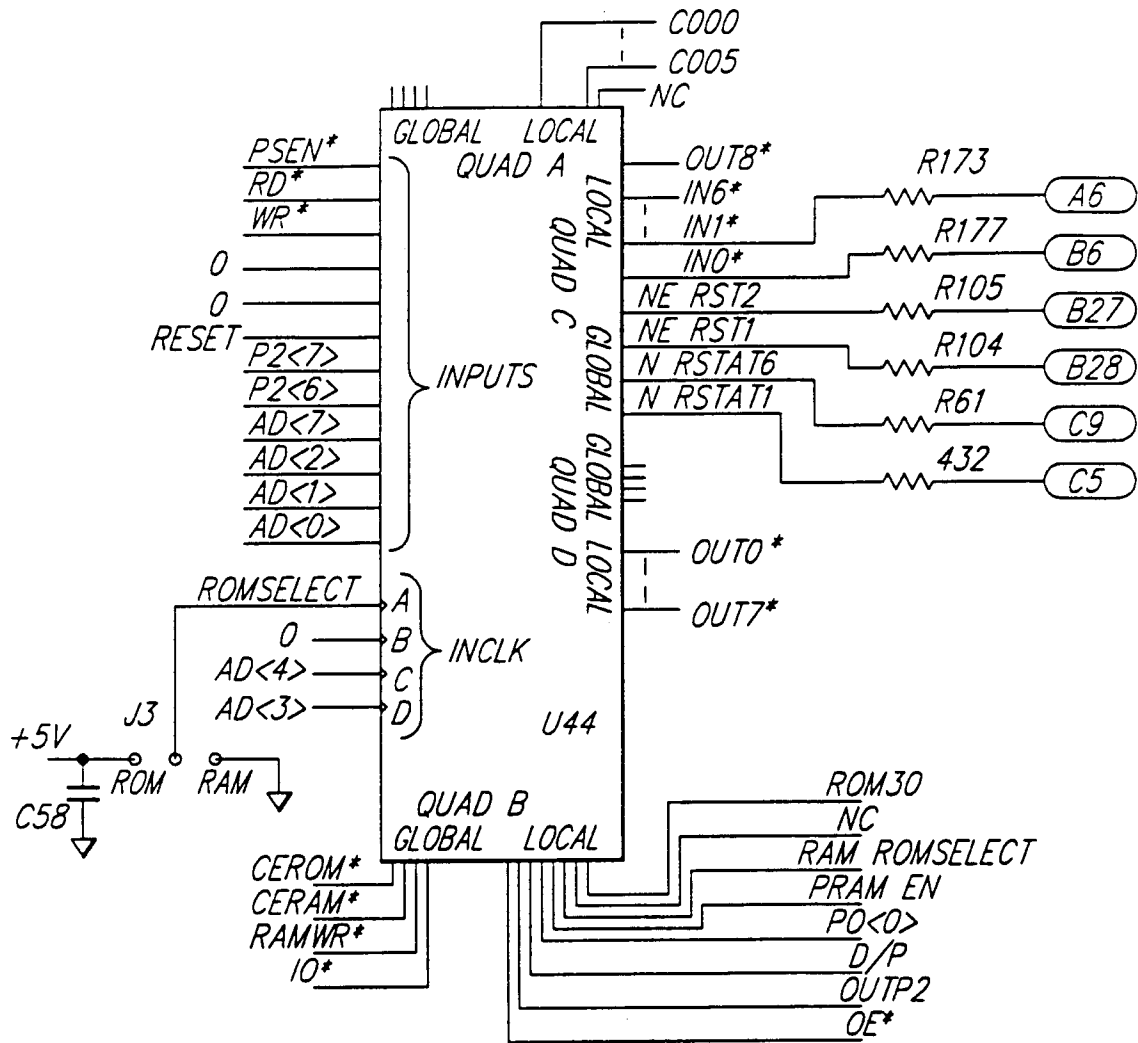 C000
C005
NC
GLOBAL LOCAL
QUAD A
PSEN*
RD*
WR*
0
0
RESET
P2<7>
P2<6>
AD<7>
AD<2>
AD<1>
AD<0>
INPUTS
ROMSELECT
0
AD<4>
AD<3>
A
B
C
D
INCLK
J3
+5V
ROM RAM
C58
LOCAL
QUAD C
GLOBAL
GLOBAL
QUAD D
LOCAL
OUT8*
IN6*
IN1*
IN0*
NE RST2
NE RST1
N RSTAT6
N RSTAT1
R173
A6
R177
B6
R105
B27
R104
B28
R61
C9
432
C5
OUT0*
OUT7*
U44
QUAD B
GLOBAL LOCAL
CEROM*
CERAM*
RAMWR*
IO*
ROM30
NC
RAM ROMSELECT
PRAM EN
PO<0>
D/P
OUTP2
OE*